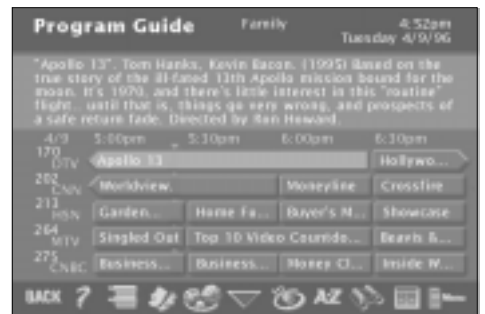 Program Guide Family 4:52pm
Tuesday 4/9/96
"Apollo 13". Tom Hanks, Kevin Bacon. (1995) Based on the
true story of the ill-fated 13th Apollo mission bound for the
moon. It's 1970, and there's little interest in this "routine"
flight.. until that is, things go very wrong, and prospects of
a safe return fade. Directed by Ron Howard.
4/9 5:00pm 5:30pm 6:00pm 6:30pm
170 DTV Apollo 13 Hollywo...
202 CNN Worldview. Moneyline Crossfire
213 HSN Garden... Home Fa... Buyer's M... Showcase
264 MTV Singled Out Top 10 Video Countdo... Beavis &...
275 CNBC Business... Business... Money Cl... Inside W...
BACK ? A-Z